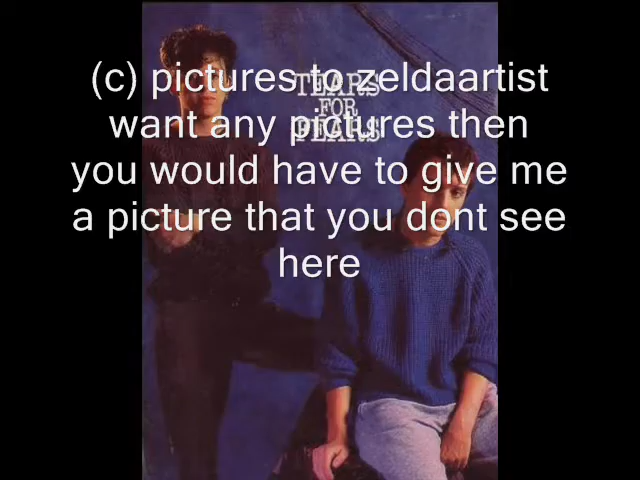 (c) pictures to zeldaartist
want any pictures then
you would have to give me
a picture that you dont see
here
TEARS
FOR
FEARS